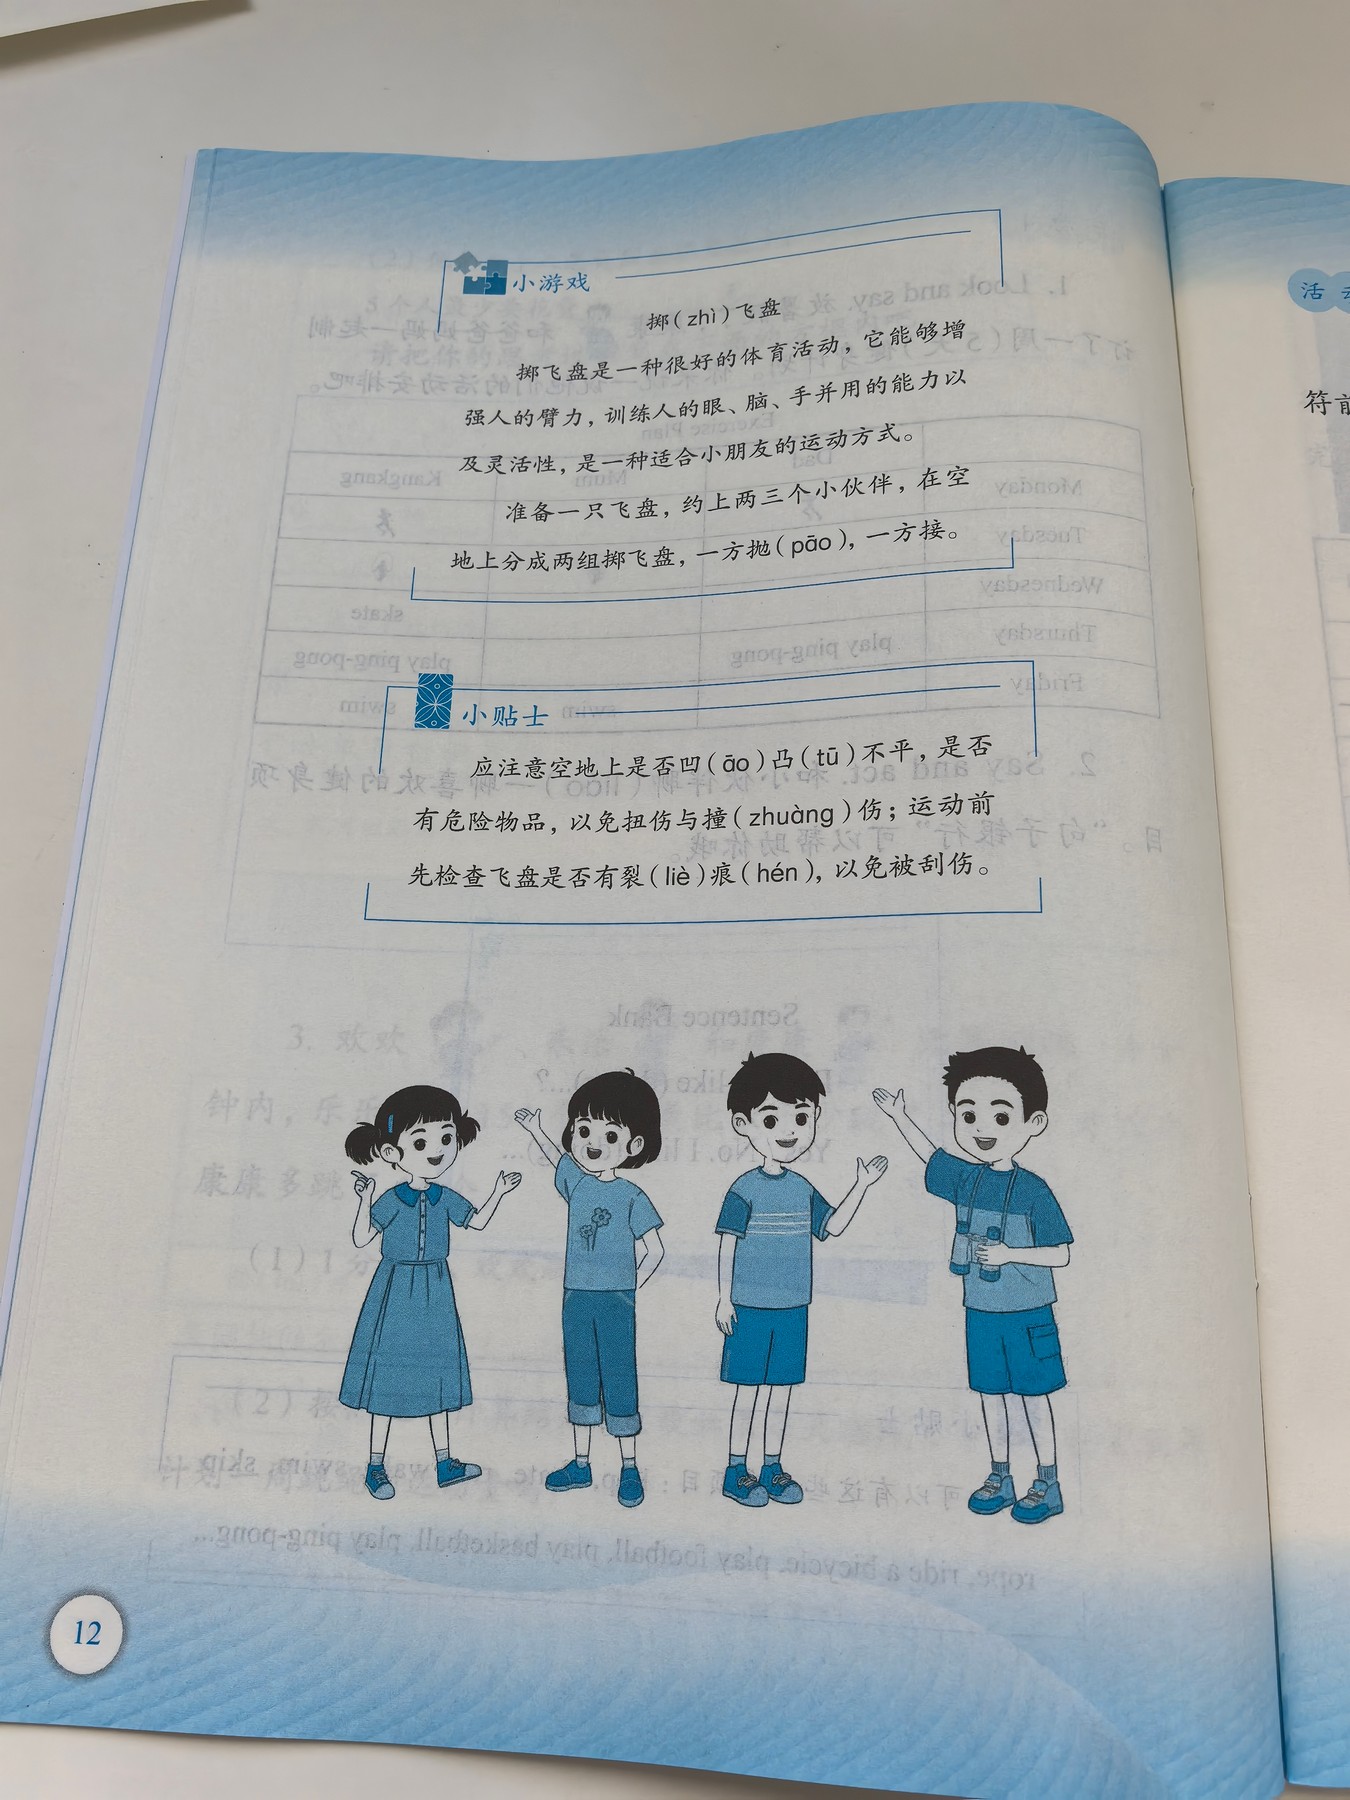 小游戏
掷(zhì)飞盘
掷飞盘是一种很好的体育活动，它能够增
强人的臂力，训练人的眼、脑、手并用的能力以
及灵活性，是一种适合小朋友的运动方式。
准备一只飞盘，约上两三个小伙伴，在空
地上分成两组掷飞盘，一方抛(pāo)，一方接。
小贴士
应注意空地上是否凹(āo)凸(tū)不平，是否
有危险物品，以免扭伤与撞(zhuàng)伤；运动前
先检查飞盘是否有裂(liè)痕(hén)，以免被刮伤。
12
活